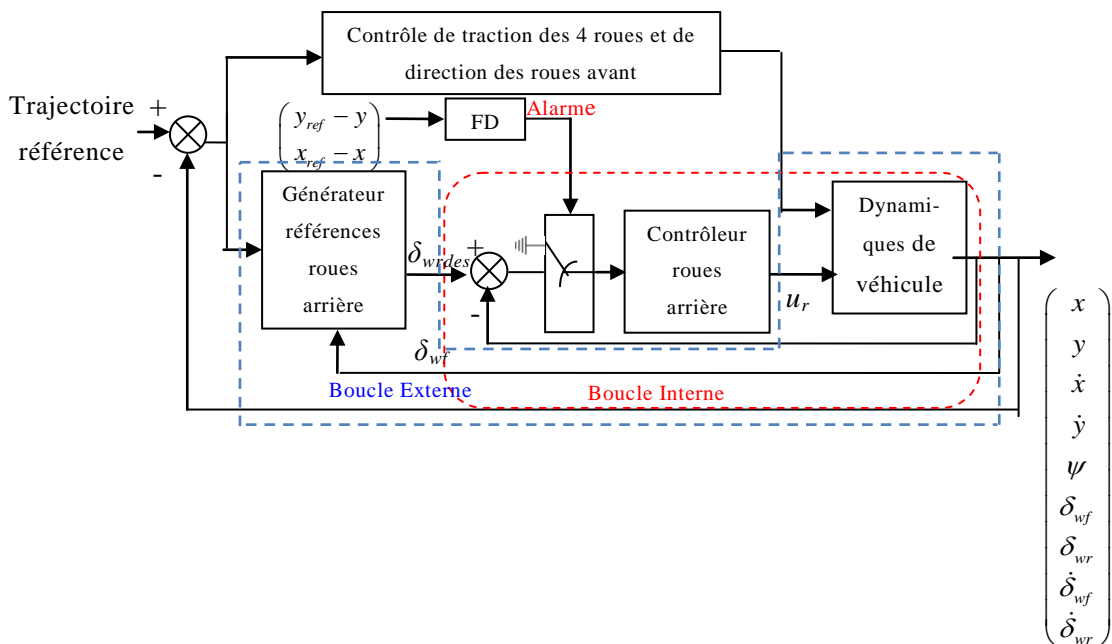 Contrôle de traction des 4 roues et de
direction des roues avant
Trajectoire
référence
+
-
y_ref − y
x_ref − x
FD
Alarme
Générateur
références
roues
arrière
δ_wrdes
+
-
Contrôleur
roues
arrière
u_r
Dynami-
ques de
véhicule
δ_wf
Boucle Externe
Boucle Interne
x
y
ẋ
ẏ
ψ
δ_wf
δ_wr
δ̇_wf
δ̇_wr